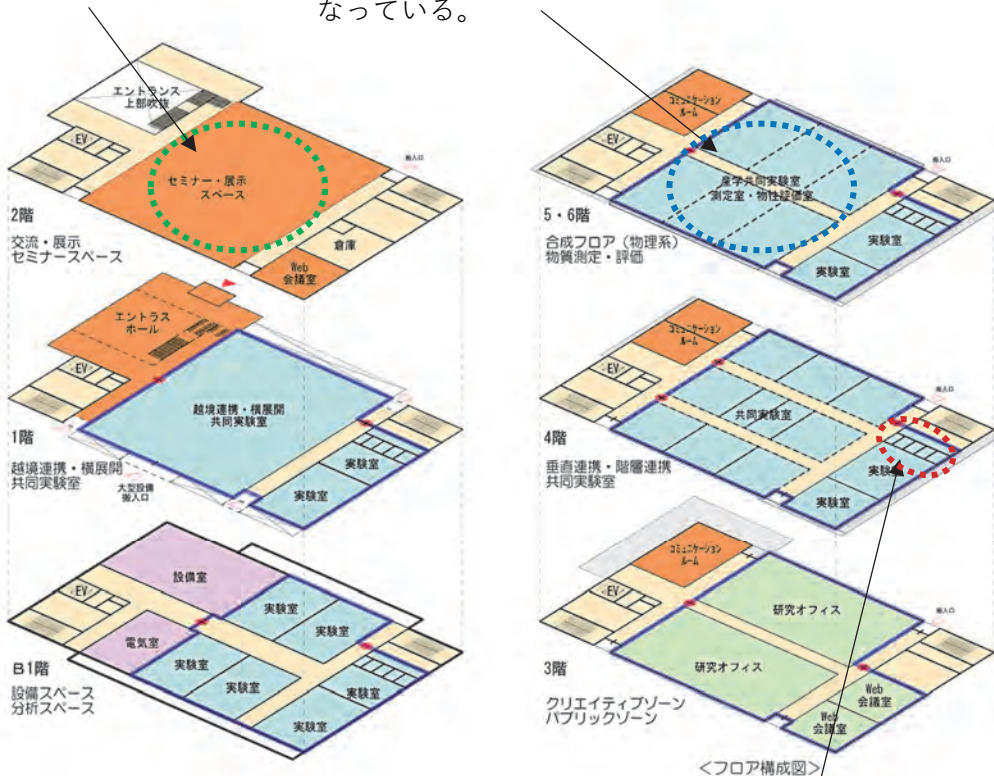 なっている。
エントランス
上部吹抜
EV
セミナー・展示
スペース
搬入口
倉庫
Web
会議室
2階
交流・展示
セミナースペース
エントラス
ホール
EV
越境連携・横展開
共同実験室
実験室
実験室
1階
越境連携・横展開
共同実験室
大型設備
搬入口
設備室
EV
電気室
実験室
実験室
実験室
実験室
実験室
実験室
B1階
設備スペース
分析スペース
コミュニケーション
ルーム
EV
搬入口
産学共同実験室
測定室・物性評価室
実験室
実験室
5・6階
合成フロア（物理系）
物質測定・評価
コミュニケーション
ルーム
EV
搬入口
共同実験室
実験室
実験室
4階
垂直連携・階層連携
共同実験室
コミュニケーション
ルーム
EV
搬入口
研究オフィス
研究オフィス
Web
会議室
Web
会議室
3階
クリエイティブゾーン
パブリックゾーン
＜フロア構成図＞